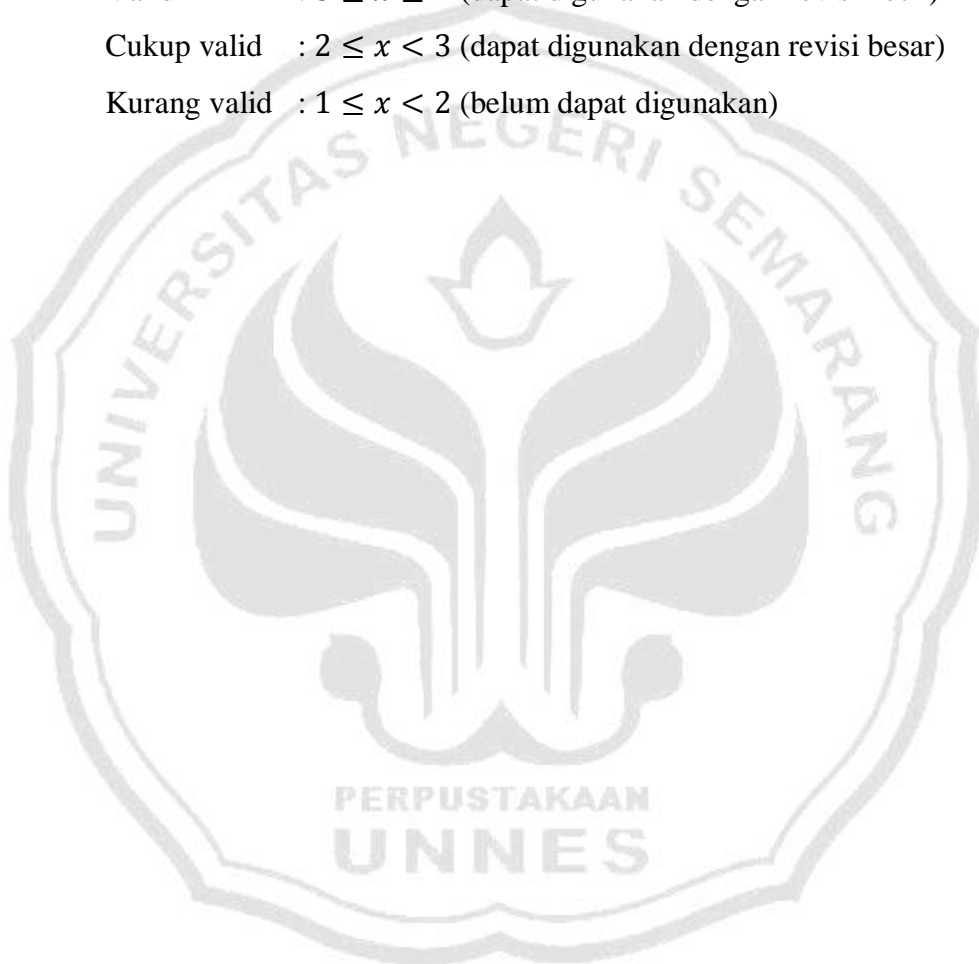 Cukup valid : 2 ≤ x < 3 (dapat digunakan dengan revisi besar)
Kurang valid : 1 ≤ x < 2 (belum dapat digunakan)
UNIVERSITAS NEGERI SEMARANG
PERPUSTAKAAN
UNNES